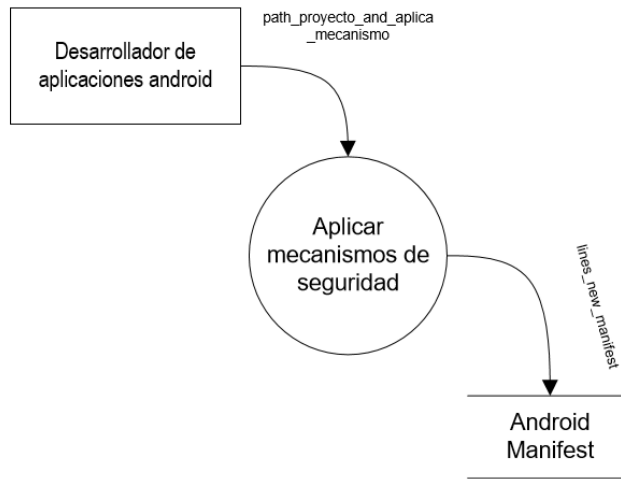 path_proyecto_and_aplica
_mecanismo
Desarrollador de
aplicaciones android
Aplicar
mecanismos de
seguridad
lines_new_manifest
Android
Manifest